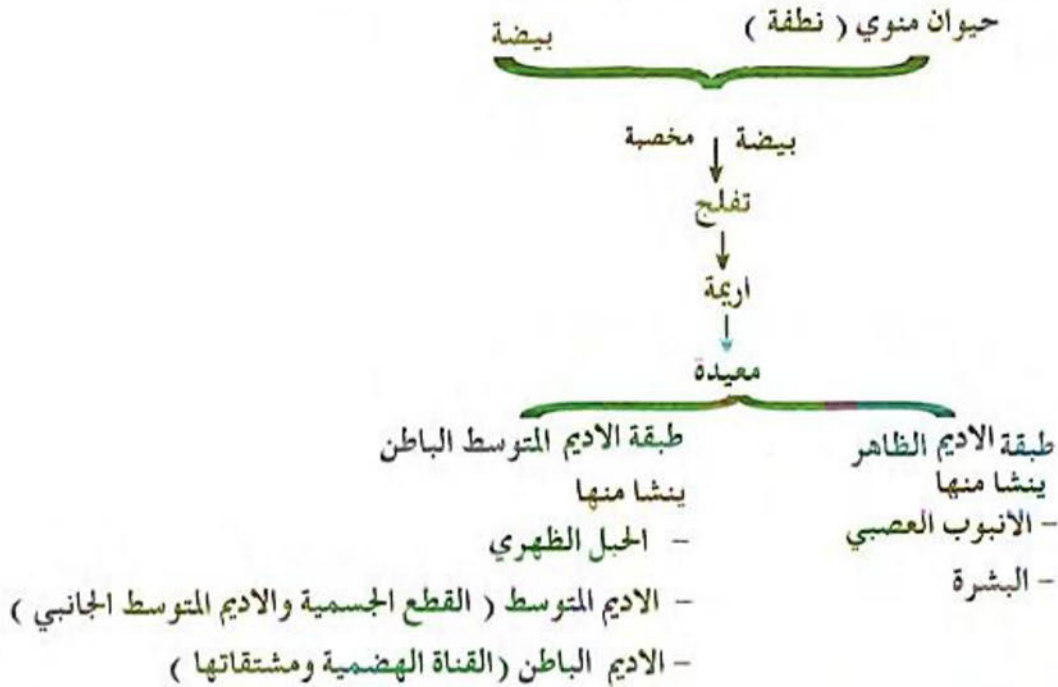 حيوان منوي ( نطفة )
بيضة
بيضة مخصبة
تفلج
اريمة
معيدة
طبقة الاديم الظاهر
ينشا منها
– الانبوب العصبي
– البشرة
طبقة الاديم المتوسط الباطن
ينشا منها
– الحبل الظهري
– الاديم المتوسط ( القطع الجسمية والاديم المتوسط الجانبي )
– الاديم الباطن (القناة الهضمية ومشتقاتها )